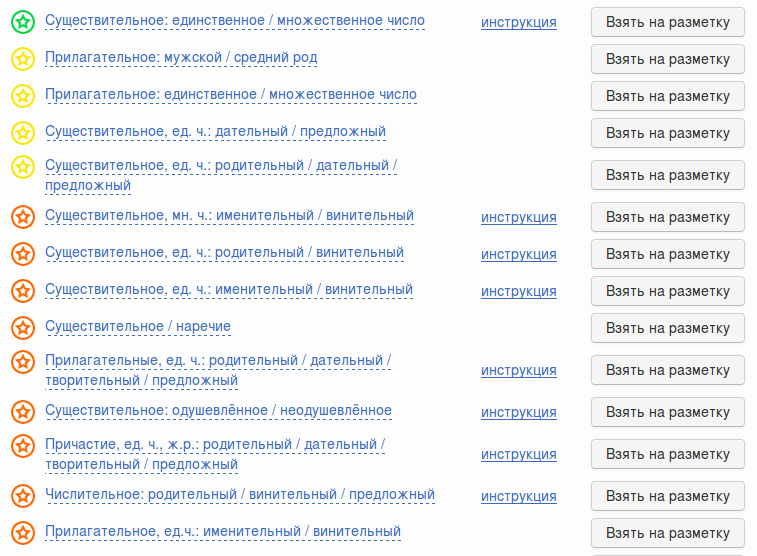 Существительное: единственное / множественное число инструкция Взять на разметку
Прилагательное: мужской / средний род Взять на разметку
Прилагательное: единственное / множественное число Взять на разметку
Существительное, ед. ч.: дательный / предложный Взять на разметку
Существительное, ед. ч.: родительный / дательный /
предложный Взять на разметку
Существительное, мн. ч.: именительный / винительный инструкция Взять на разметку
Существительное, ед. ч.: родительный / винительный инструкция Взять на разметку
Существительное, ед. ч.: именительный / винительный инструкция Взять на разметку
Существительное / наречие Взять на разметку
Прилагательные, ед. ч.: родительный / дательный /
творительный / предложный инструкция Взять на разметку
Существительное: одушевлённое / неодушевлённое инструкция Взять на разметку
Причастие, ед. ч., ж.р.: родительный / дательный /
творительный / предложный инструкция Взять на разметку
Числительное: родительный / винительный / предложный инструкция Взять на разметку
Прилагательное, ед.ч.: именительный / винительный Взять на разметку